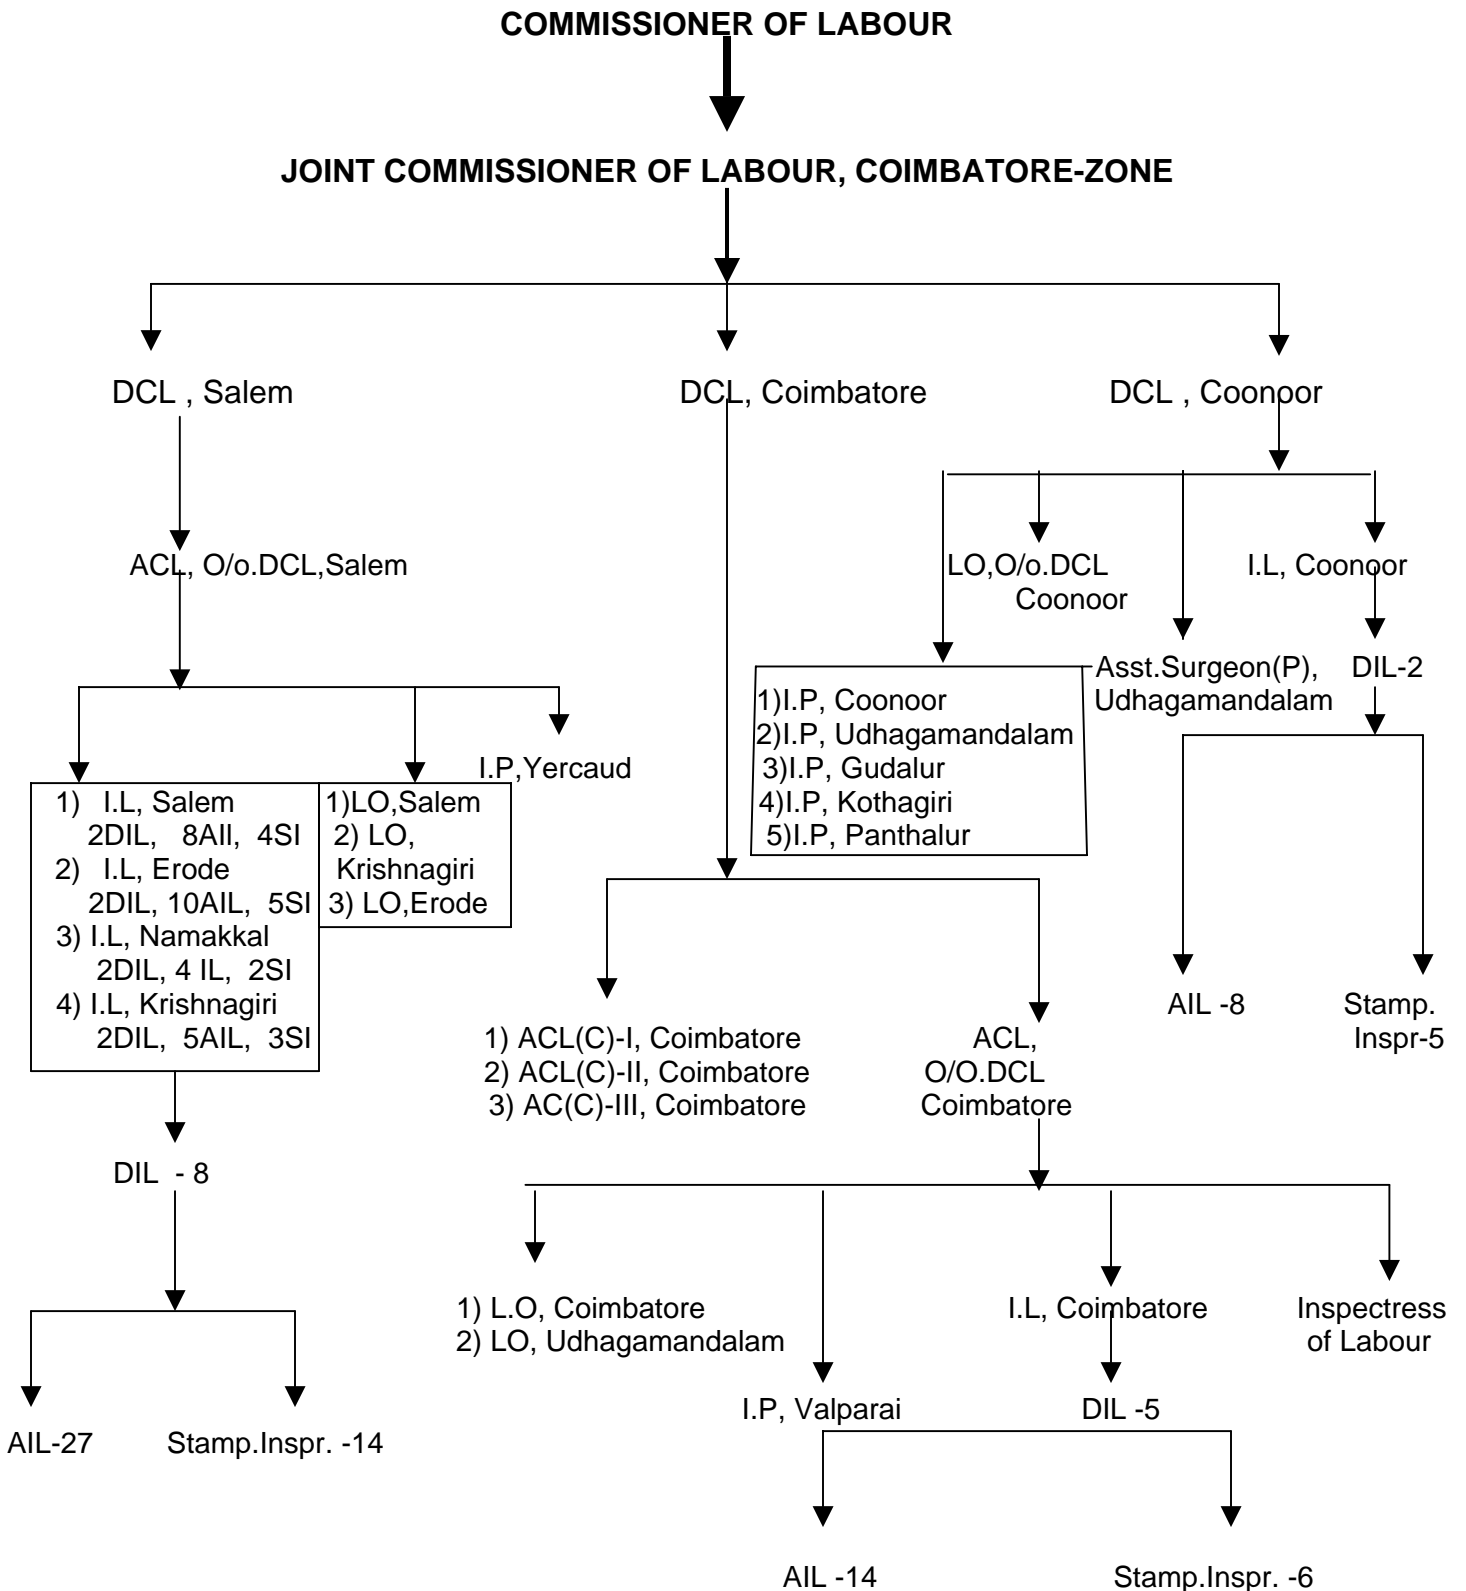 COMMISSIONER OF LABOUR
JOINT COMMISSIONER OF LABOUR, COIMBATORE-ZONE
DCL , Salem
DCL, Coimbatore
DCL , Coonoor
ACL, O/o.DCL,Salem
LO,O/o.DCL
Coonoor
I.L, Coonoor
Asst.Surgeon(P),
Udhagamandalam
DIL-2
1)I.P, Coonoor
2)I.P, Udhagamandalam
3)I.P, Gudalur
4)I.P, Kothagiri
5)I.P, Panthalur
I.P,Yercaud
1) I.L, Salem
2DIL, 8AII, 4SI
2) I.L, Erode
2DIL, 10AIL, 5SI
3) I.L, Namakkal
2DIL, 4 IL, 2SI
4) I.L, Krishnagiri
2DIL, 5AIL, 3SI
1)LO,Salem
2) LO,
Krishnagiri
3) LO,Erode
AIL -8
Stamp.
Inspr-5
1) ACL(C)-I, Coimbatore
2) ACL(C)-II, Coimbatore
3) AC(C)-III, Coimbatore
ACL,
O/O.DCL
Coimbatore
DIL - 8
1) L.O, Coimbatore
2) LO, Udhagamandalam
I.L, Coimbatore
Inspectress
of Labour
I.P, Valparai
DIL -5
AIL-27
Stamp.Inspr. -14
AIL -14
Stamp.Inspr. -6